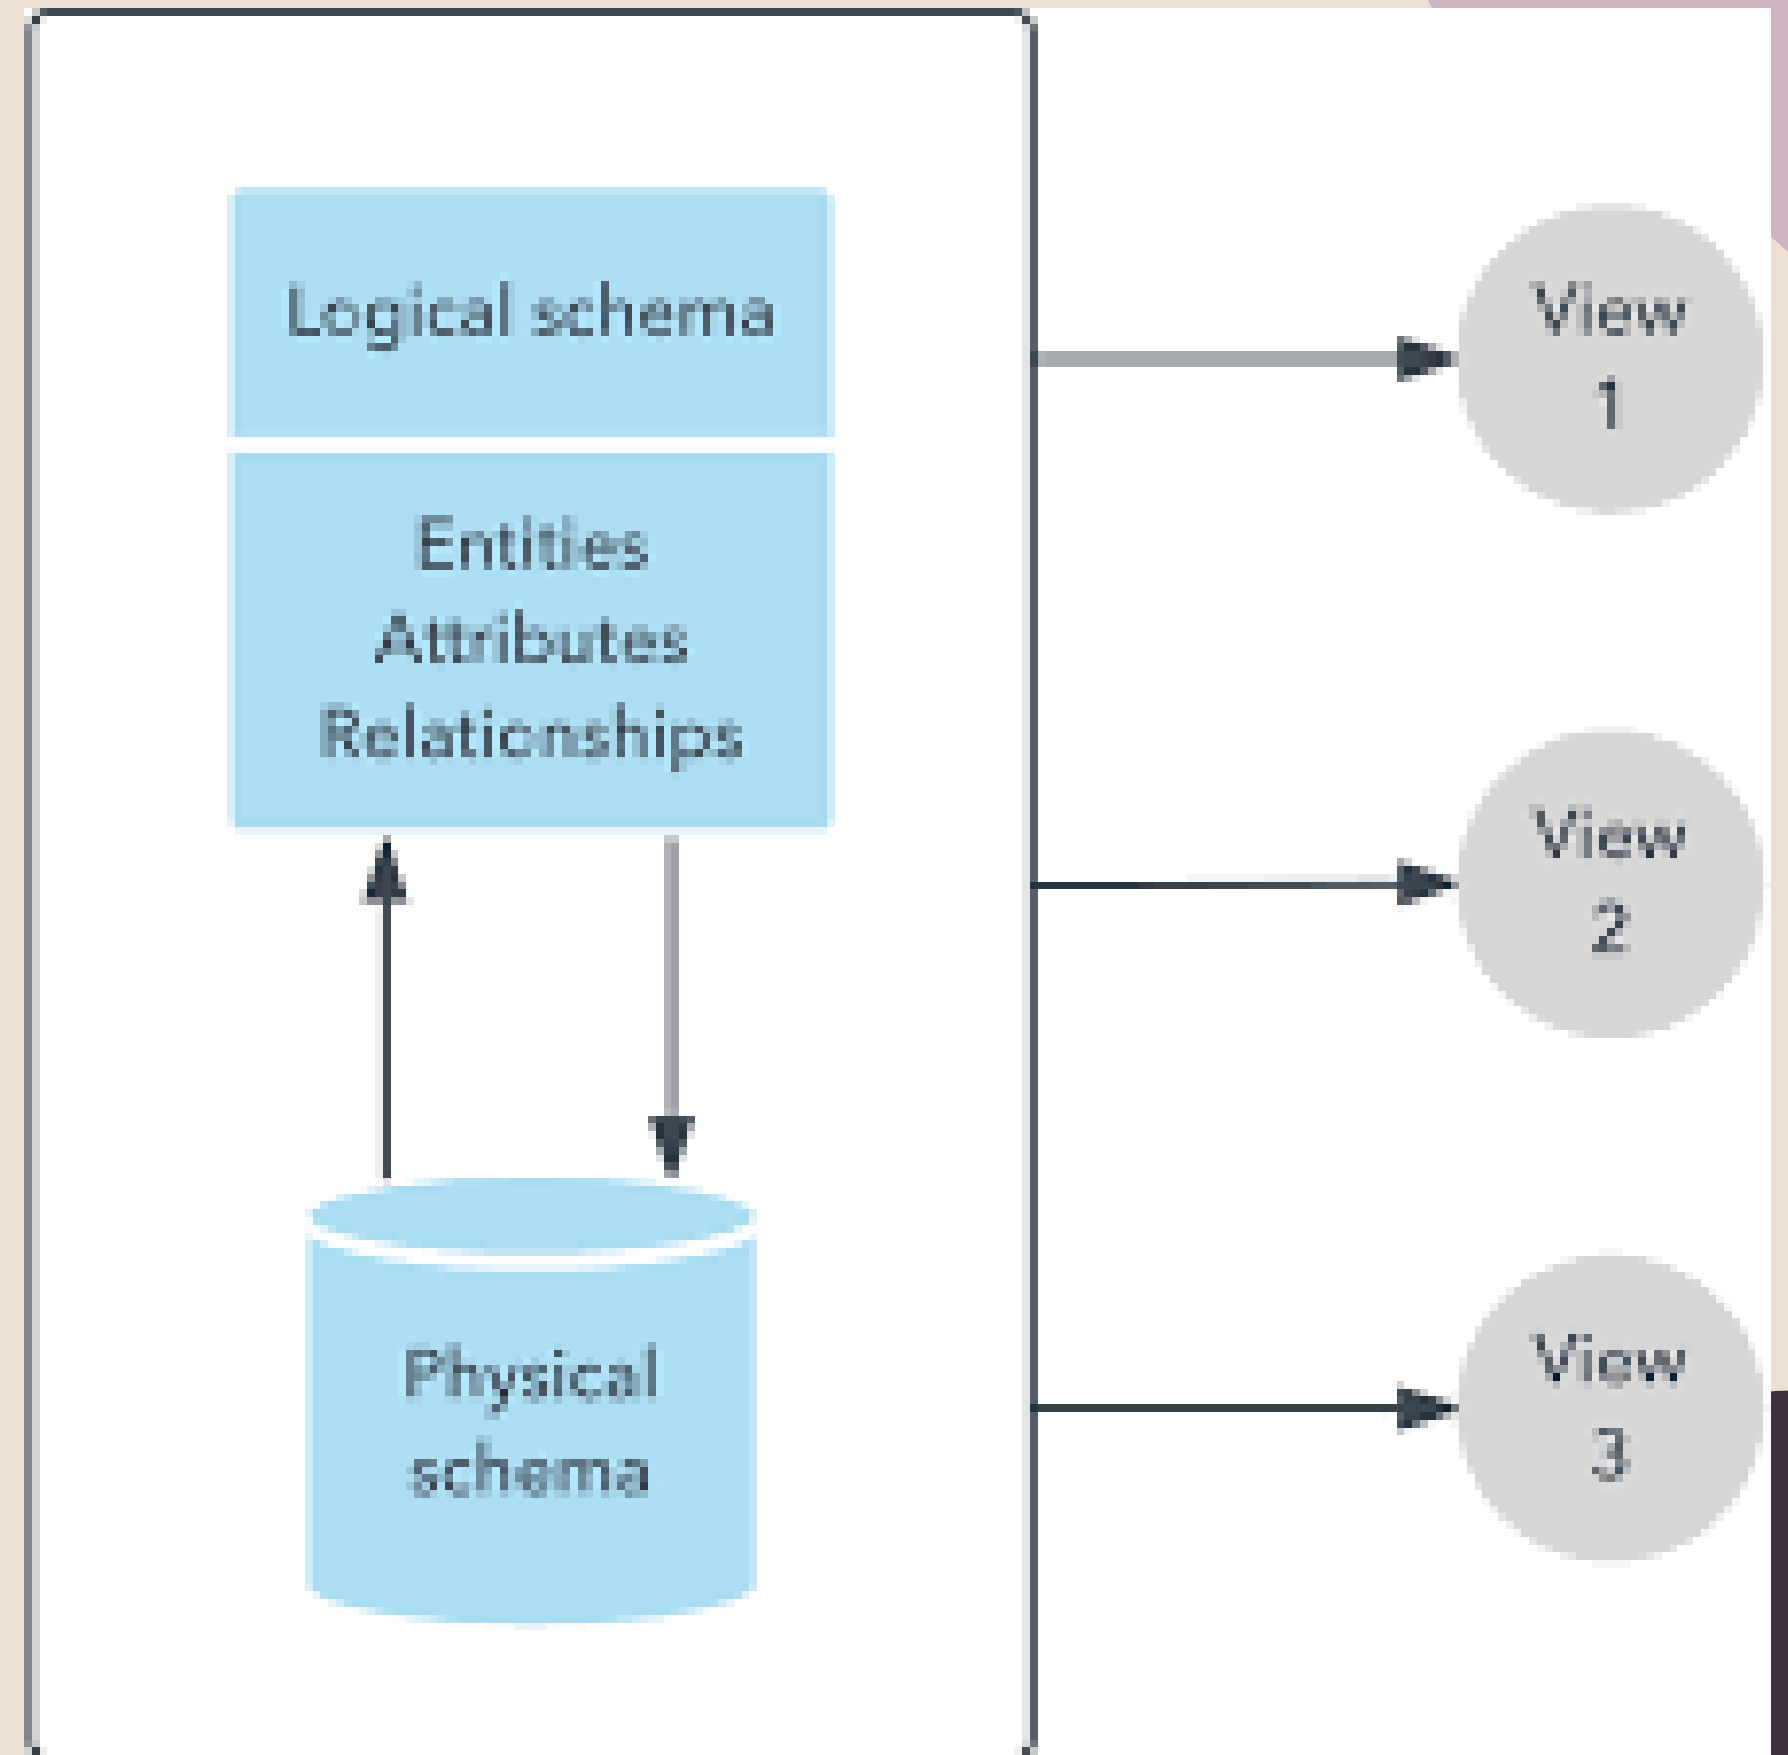 Logical schema
Entities
Attributes
Relationships
Physical
schema
View
1
View
2
View
3